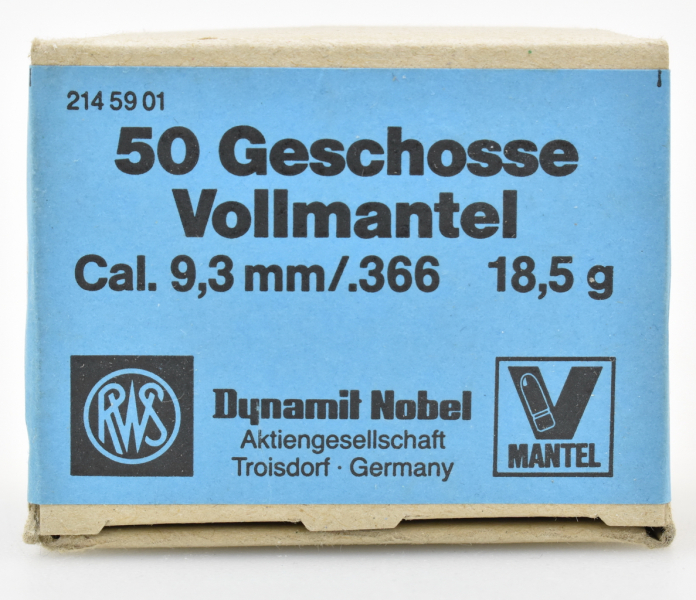 214 59 01
50 Geschosse
Vollmantel
Cal. 9,3 mm/.366 18,5 g
RWS
Dynamit Nobel
Aktiengesellschaft
Troisdorf · Germany
V
MANTEL